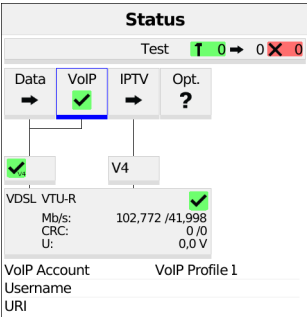 Status
Test 0 0 0
Data VoIP IPTV Opt.
?
V4 V4
VDSL VTU-R
Mb/s: 102,772 /41,998
CRC: 0 /0
U: 0,0 V
VoIP Account VoIP Profile 1
Username
URI